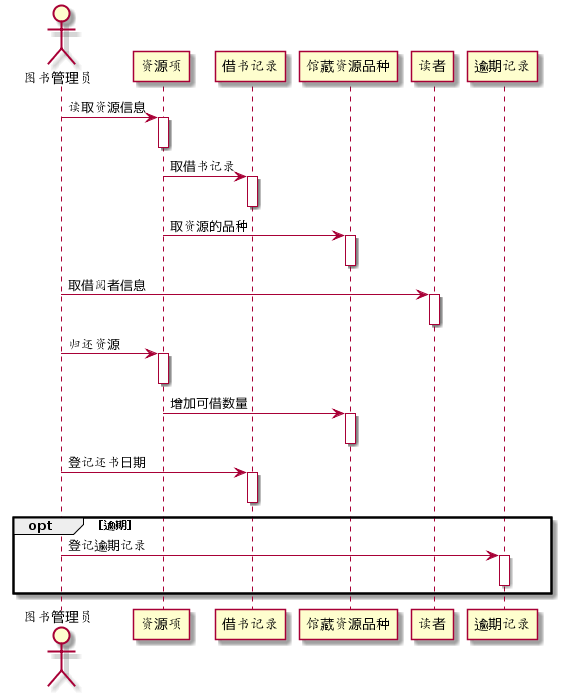 图书管理员
资源项
借书记录
馆藏资源品种
读者
逾期记录
读取资源信息
取借书记录
取资源的品种
取借阅者信息
归还资源
增加可借数量
登记还书日期
opt [逾期]
登记逾期记录
图书管理员
资源项
借书记录
馆藏资源品种
读者
逾期记录